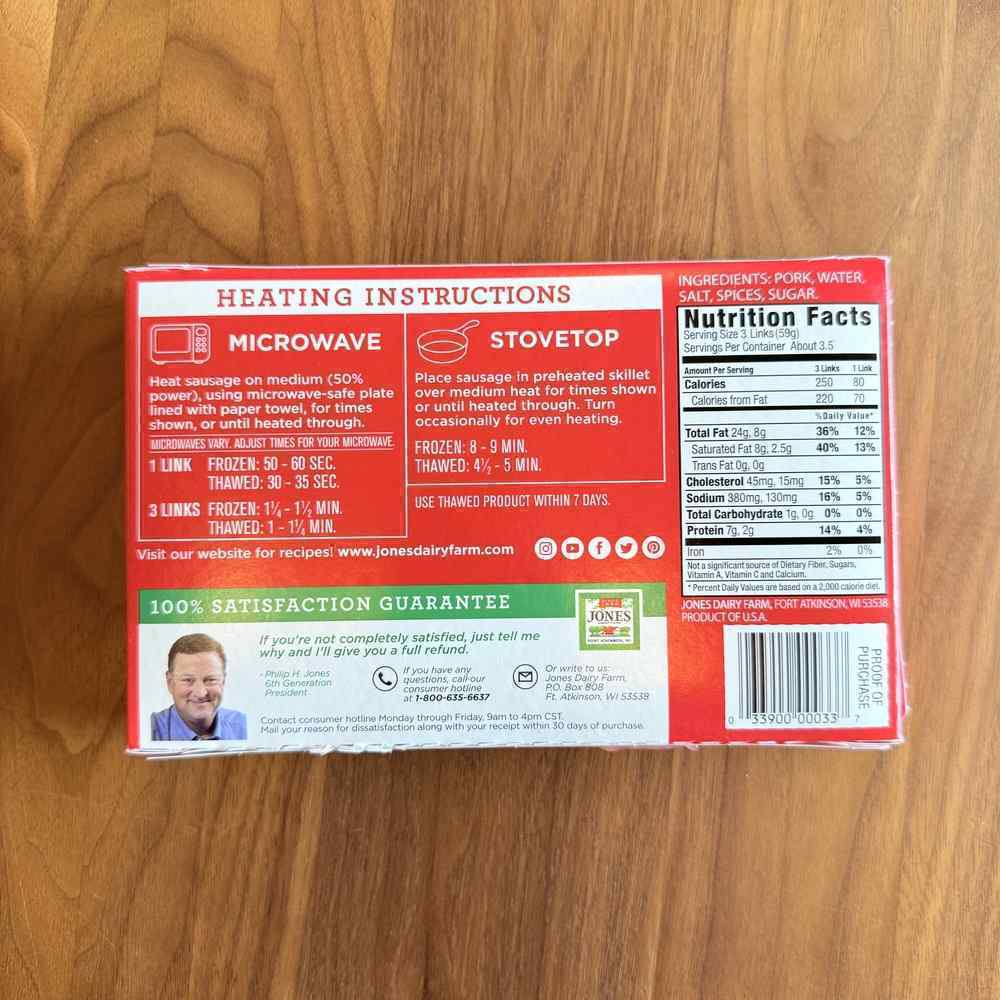 HEATING INSTRUCTIONS
MICROWAVE
Heat sausage on medium (50%
power), using microwave-safe plate
lined with paper towel, for times
shown, or until heated through.
MICROWAVES VARY. ADJUST TIMES FOR YOUR MICROWAVE.
1 LINK FROZEN: 50 - 60 SEC.
THAWED: 30 - 35 SEC.
3 LINKS FROZEN: 1¼ - 1½ MIN.
THAWED: 1 - 1¼ MIN.
STOVETOP
Place sausage in preheated skillet
over medium heat for times shown
or until heated through. Turn
occasionally for even heating.
FROZEN: 8 - 9 MIN.
THAWED: 4½ - 5 MIN.
USE THAWED PRODUCT WITHIN 7 DAYS.
Visit our website for recipes! www.jonesdairyfarm.com
100% SATISFACTION GUARANTEE
JONES
If you're not completely satisfied, just tell me
why and I'll give you a full refund.
- Philip H. Jones
6th Generation
President
If you have any
questions, call our
consumer hotline
at 1-800-635-6637
Or write to us:
Jones Dairy Farm,
P.O. Box 808
Ft. Atkinson, WI 53538
Contact consumer hotline Monday through Friday, 9am to 4pm CST.
Mail your reason for dissatisfaction along with your receipt within 30 days of purchase.
INGREDIENTS: PORK, WATER,
SALT, SPICES, SUGAR.
Nutrition Facts
Serving Size 3 Links (59g)
Servings Per Container About 3.5
Amount Per Serving 3 Links 1 Link
Calories 250 80
Calories from Fat 220 70
% Daily Value*
Total Fat 24g, 8g 36% 12%
Saturated Fat 8g, 2.5g 40% 13%
Trans Fat 0g, 0g
Cholesterol 45mg, 15mg 15% 5%
Sodium 380mg, 130mg 16% 5%
Total Carbohydrate 1g, 0g 0% 0%
Protein 7g, 2g 14% 4%
Iron 2% 0%
Not a significant source of Dietary Fiber, Sugars,
Vitamin A, Vitamin C and Calcium.
* Percent Daily Values are based on a 2,000 calorie diet.
JONES DAIRY FARM, FORT ATKINSON, WI 53538
PRODUCT OF U.S.A.
PROOF OF
PURCHASE
0 33900 00033 7